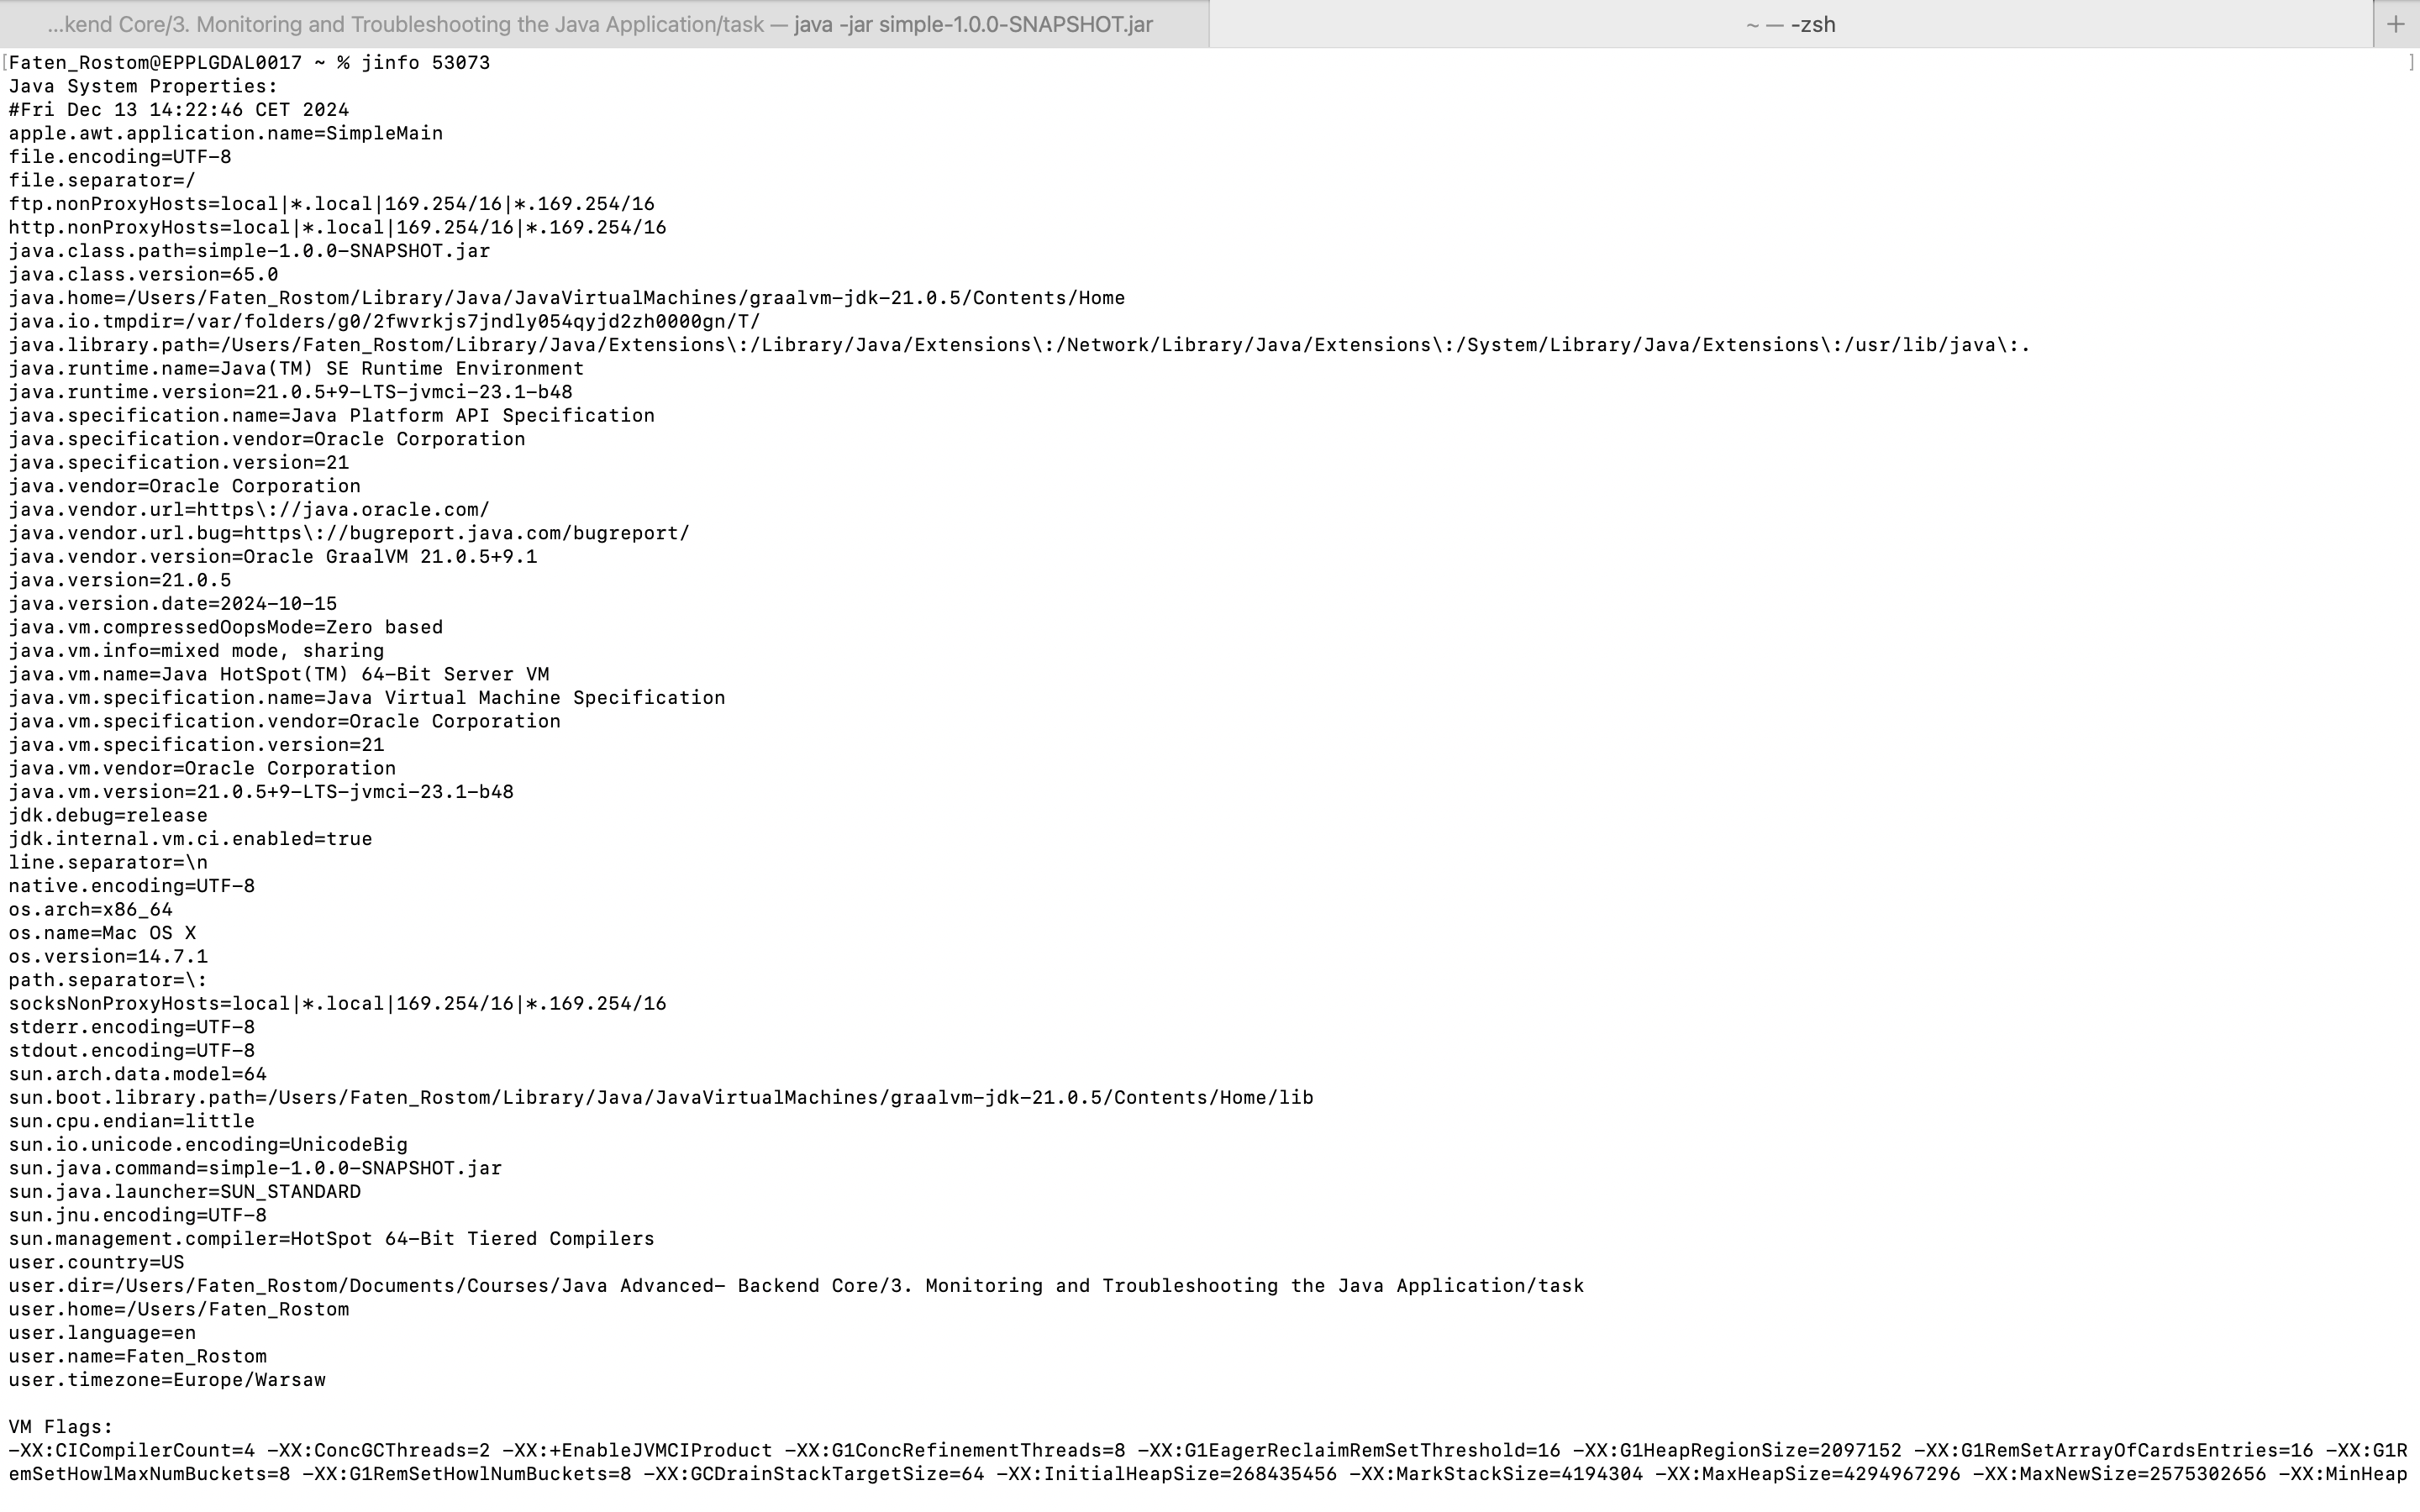 ...kend Core/3. Monitoring and Troubleshooting the Java Application/task — java -jar simple-1.0.0-SNAPSHOT.jar
~ — -zsh
+
[Faten_Rostom@EPPLGDAL0017 ~ % jinfo 53073 ]
Java System Properties:
#Fri Dec 13 14:22:46 CET 2024
apple.awt.application.name=SimpleMain
file.encoding=UTF-8
file.separator=/
ftp.nonProxyHosts=local|*.local|169.254/16|*.169.254/16
http.nonProxyHosts=local|*.local|169.254/16|*.169.254/16
java.class.path=simple-1.0.0-SNAPSHOT.jar
java.class.version=65.0
java.home=/Users/Faten_Rostom/Library/Java/JavaVirtualMachines/graalvm-jdk-21.0.5/Contents/Home
java.io.tmpdir=/var/folders/g0/2fwvrkjs7jndly054qyjd2zh0000gn/T/
java.library.path=/Users/Faten_Rostom/Library/Java/Extensions\:/Library/Java/Extensions\:/Network/Library/Java/Extensions\:/System/Library/Java/Extensions\:/usr/lib/java\:.
java.runtime.name=Java(TM) SE Runtime Environment
java.runtime.version=21.0.5+9-LTS-jvmci-23.1-b48
java.specification.name=Java Platform API Specification
java.specification.vendor=Oracle Corporation
java.specification.version=21
java.vendor=Oracle Corporation
java.vendor.url=https\://java.oracle.com/
java.vendor.url.bug=https\://bugreport.java.com/bugreport/
java.vendor.version=Oracle GraalVM 21.0.5+9.1
java.version=21.0.5
java.version.date=2024-10-15
java.vm.compressedOopsMode=Zero based
java.vm.info=mixed mode, sharing
java.vm.name=Java HotSpot(TM) 64-Bit Server VM
java.vm.specification.name=Java Virtual Machine Specification
java.vm.specification.vendor=Oracle Corporation
java.vm.specification.version=21
java.vm.vendor=Oracle Corporation
java.vm.version=21.0.5+9-LTS-jvmci-23.1-b48
jdk.debug=release
jdk.internal.vm.ci.enabled=true
line.separator=\n
native.encoding=UTF-8
os.arch=x86_64
os.name=Mac OS X
os.version=14.7.1
path.separator=\:
socksNonProxyHosts=local|*.local|169.254/16|*.169.254/16
stderr.encoding=UTF-8
stdout.encoding=UTF-8
sun.arch.data.model=64
sun.boot.library.path=/Users/Faten_Rostom/Library/Java/JavaVirtualMachines/graalvm-jdk-21.0.5/Contents/Home/lib
sun.cpu.endian=little
sun.io.unicode.encoding=UnicodeBig
sun.java.command=simple-1.0.0-SNAPSHOT.jar
sun.java.launcher=SUN_STANDARD
sun.jnu.encoding=UTF-8
sun.management.compiler=HotSpot 64-Bit Tiered Compilers
user.country=US
user.dir=/Users/Faten_Rostom/Documents/Courses/Java Advanced- Backend Core/3. Monitoring and Troubleshooting the Java Application/task
user.home=/Users/Faten_Rostom
user.language=en
user.name=Faten_Rostom
user.timezone=Europe/Warsaw
VM Flags:
-XX:CICompilerCount=4 -XX:ConcGCThreads=2 -XX:+EnableJVMCIProduct -XX:G1ConcRefinementThreads=8 -XX:G1EagerReclaimRemSetThreshold=16 -XX:G1HeapRegionSize=2097152 -XX:G1RemSetArrayOfCardsEntries=16 -XX:G1R
emSetHowlMaxNumBuckets=8 -XX:G1RemSetHowlNumBuckets=8 -XX:GCDrainStackTargetSize=64 -XX:InitialHeapSize=268435456 -XX:MarkStackSize=4194304 -XX:MaxHeapSize=4294967296 -XX:MaxNewSize=2575302656 -XX:MinHeap